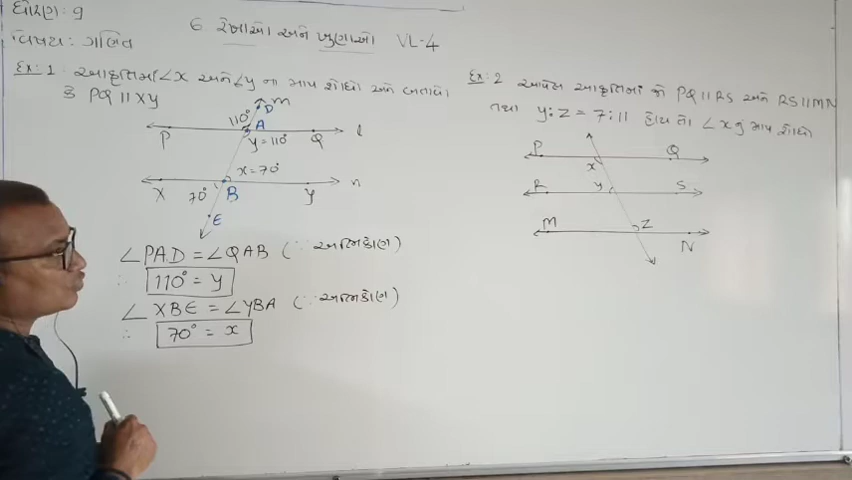 ધોરણ: 9
વિષય: ગણિત
6 રેખાઓ અને ખુણાઓ VL-4
Ex: 1 આકૃતિમાં ∠x અને ∠y ના માપ શોધો અને બતાવો
કે PQ || XY
m
D
110°
A
l
P
y = 110°
Q
x = 70°
n
X
70°
B
Y
E
∠PAD = ∠QAB (∵ અભિકોણ)
∴ 110° = y
∠XBE = ∠YBA (∵ અભિકોણ)
∴ 70° = x
Ex: 2 આપેલ આકૃતિમાં જો PQ || RS અને RS || MN
તથા y : z = 7 : 11 હોય તો ∠x નું માપ શોધો
P
Q
x
R
y
S
M
z
N